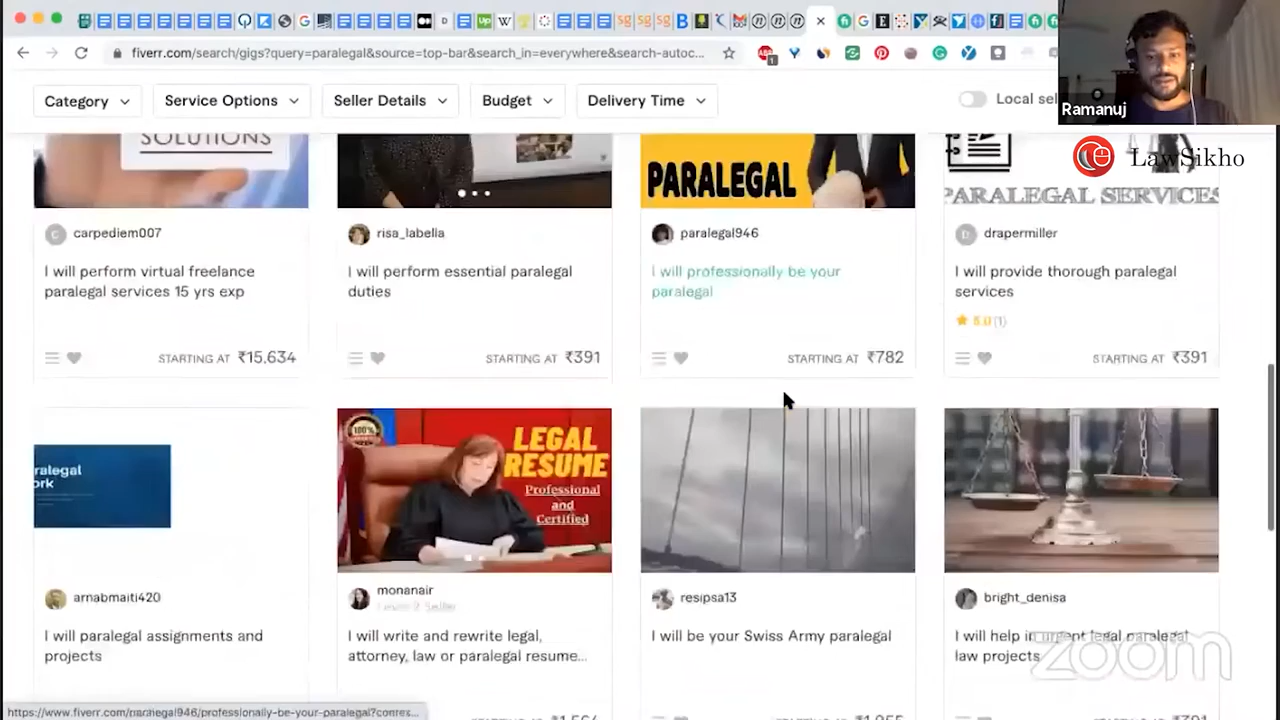 fiverr.com/search/gigs?query=paralegal&source=top-bar&search_in=everywhere&search-autoc...
Category
Service Options
Seller Details
Budget
Delivery Time
Local sel
Ramanuj
LawSikho
SOLUTIONS
PARALEGAL
PARALEGAL SERVICES
carpediem007
risa_labella
paralegal946
drapermiller
I will perform virtual freelance
paralegal services 15 yrs exp
I will perform essential paralegal
duties
I will professionally be your
paralegal
I will provide thorough paralegal
services
5.0 (1)
STARTING AT ₹15,634
STARTING AT ₹391
STARTING AT ₹782
STARTING AT ₹391
ralegal
ork
100%
LEGAL
RESUME
Professional
and
Certified
arnabmaiti420
monanair
Level 2 Seller
resipsa13
bright_denisa
I will paralegal assignments and
projects
I will write and rewrite legal,
attorney, law or paralegal resume...
I will be your Swiss Army paralegal
I will help in urgent legal paralegal
law projects
zoom
https://www.fiverr.com/paralegal946/professionally-be-your-paralegal?contex...